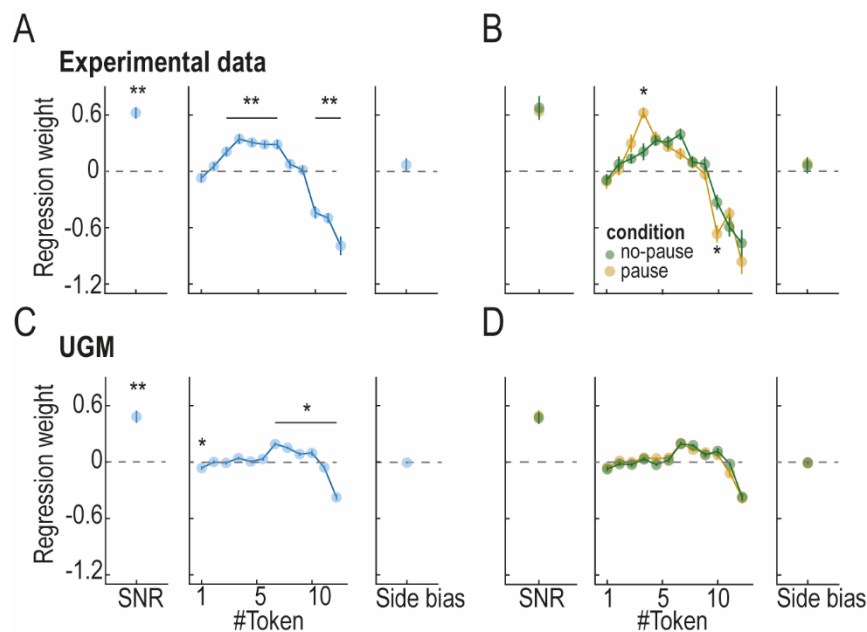 A
B
Experimental data
**
**
**
*
0.6
0
-0.6
-1.2
Regression weight
condition
no-pause
pause
*
C
D
UGM
**
*
*
0.6
0
-0.6
-1.2
Regression weight
SNR
1
5
10
#Token
Side bias
SNR
1
5
10
#Token
Side bias